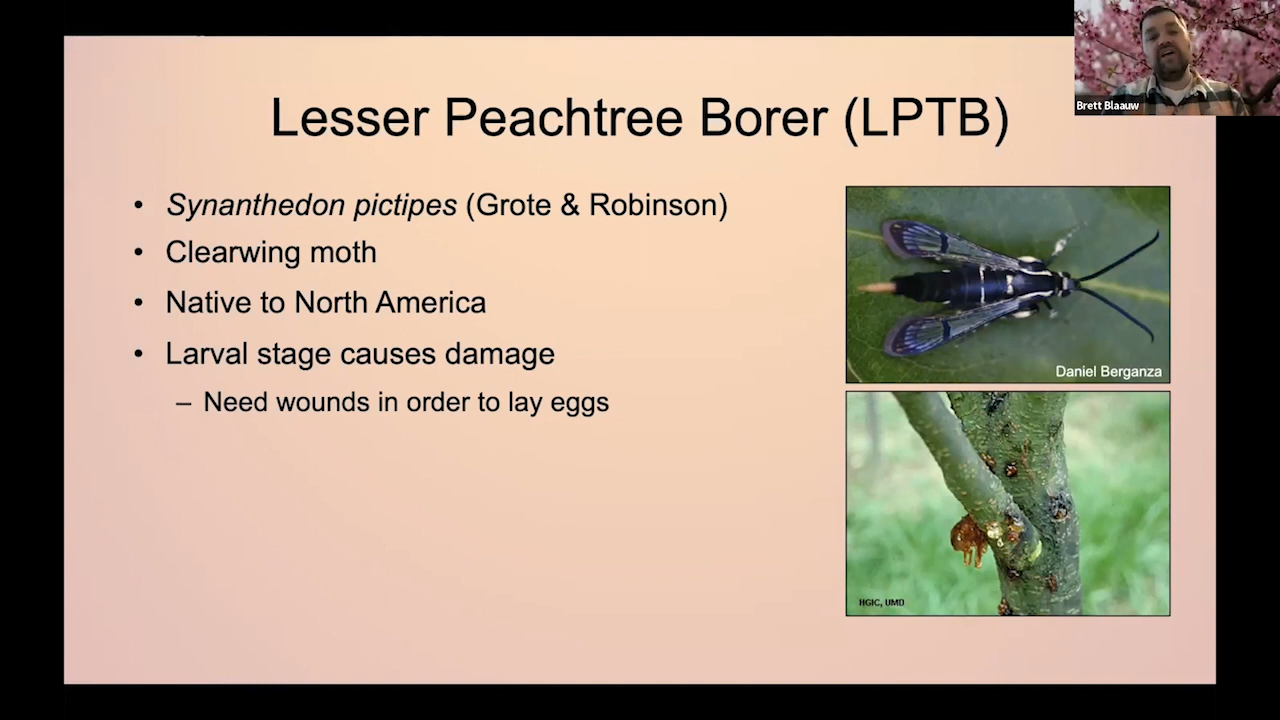 Brett Blaauw
Lesser Peachtree Borer (LPTB)
• Synanthedon pictipes (Grote & Robinson)
• Clearwing moth
• Native to North America
• Larval stage causes damage
– Need wounds in order to lay eggs
Daniel Berganza
HGIC, UMD